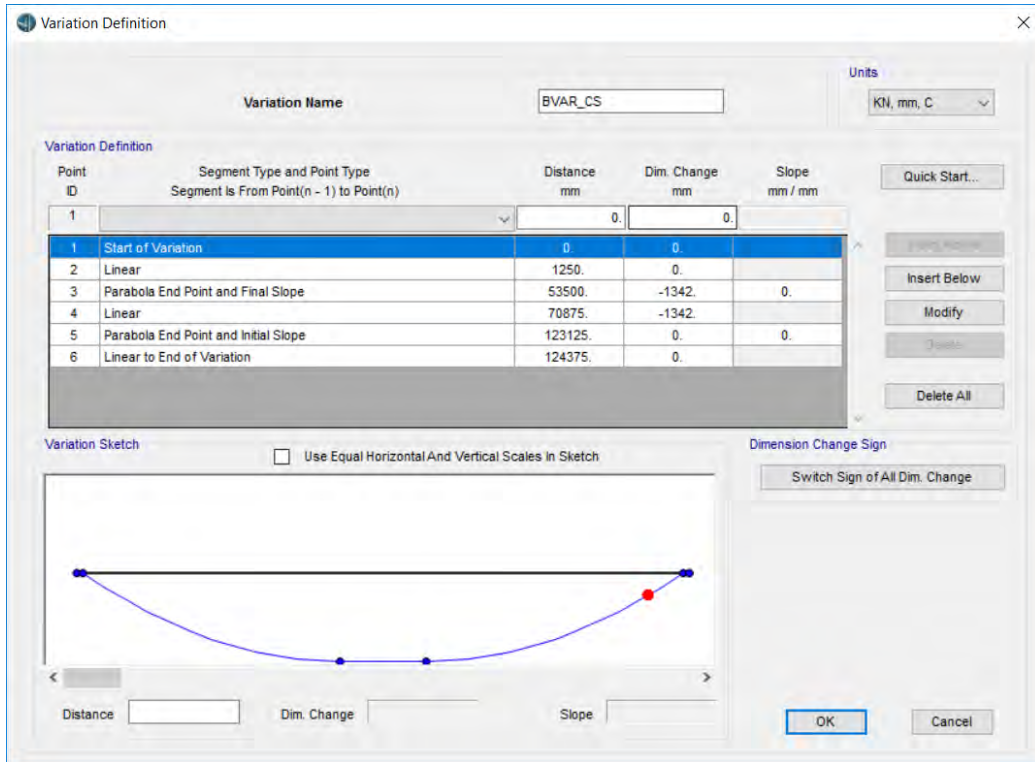 Variation Definition
Units
Variation Name BVAR_CS KN, mm, C
Variation Definition
Point Segment Type and Point Type Distance Dim. Change Slope Quick Start...
ID Segment Is From Point(n - 1) to Point(n) mm mm mm / mm
1 0. 0.
1 Start of Variation 0. 0.
2 Linear 1250. 0. Insert Below
3 Parabola End Point and Final Slope 53500. -1342. 0.
4 Linear 70875. -1342. Modify
5 Parabola End Point and Initial Slope 123125. 0. 0. Delete
6 Linear to End of Variation 124375. 0.
Delete All
Variation Sketch Dimension Change Sign
Use Equal Horizontal And Vertical Scales In Sketch
Switch Sign of All Dim. Change
Distance Dim. Change Slope OK Cancel